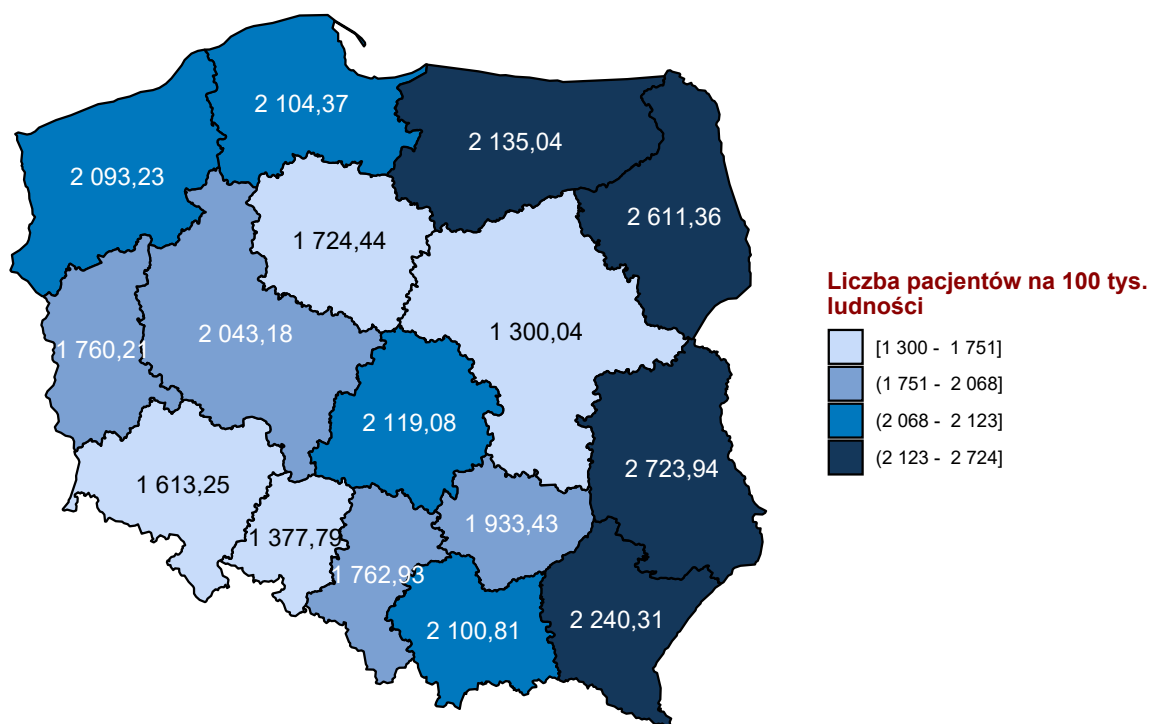 2 104,37
2 135,04
2 093,23
2 611,36
1 724,44
1 300,04
2 043,18
1 760,21
2 119,08
2 723,94
1 613,25
1 933,43
1 377,79
1 762,93
2 240,31
2 100,81
Liczba pacjentów na 100 tys.
ludności
[1 300 - 1 751]
(1 751 - 2 068]
(2 068 - 2 123]
(2 123 - 2 724]